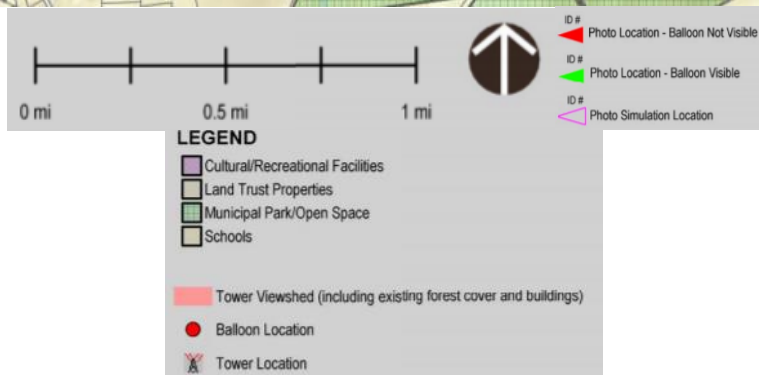 ID #
Photo Location - Balloon Not Visible
ID #
Photo Location - Balloon Visible
ID #
Photo Simulation Location
0 mi 0.5 mi 1 mi
LEGEND
Cultural/Recreational Facilities
Land Trust Properties
Municipal Park/Open Space
Schools
Tower Viewshed (including existing forest cover and buildings)
Balloon Location
Tower Location